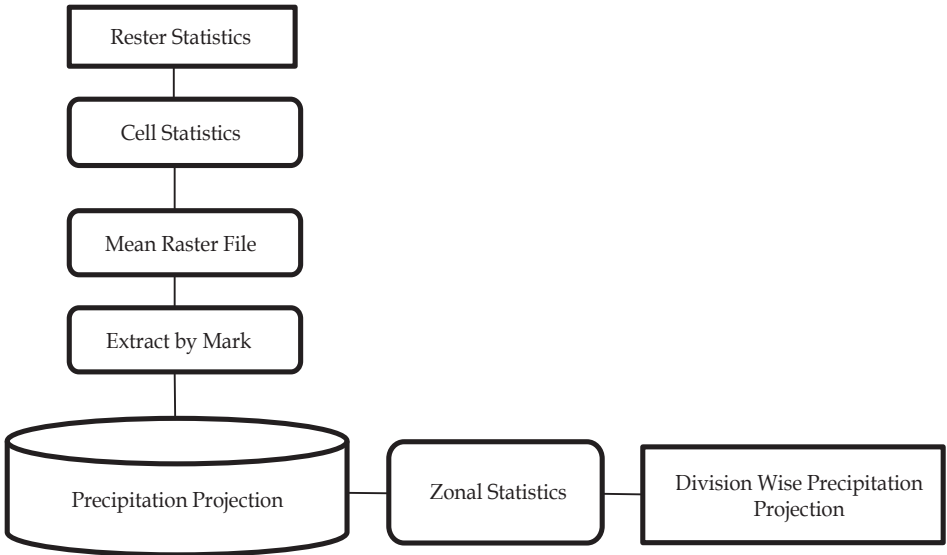 Rester Statistics
Cell Statistics
Mean Raster File
Extract by Mark
Precipitation Projection
Zonal Statistics
Division Wise Precipitation
Projection